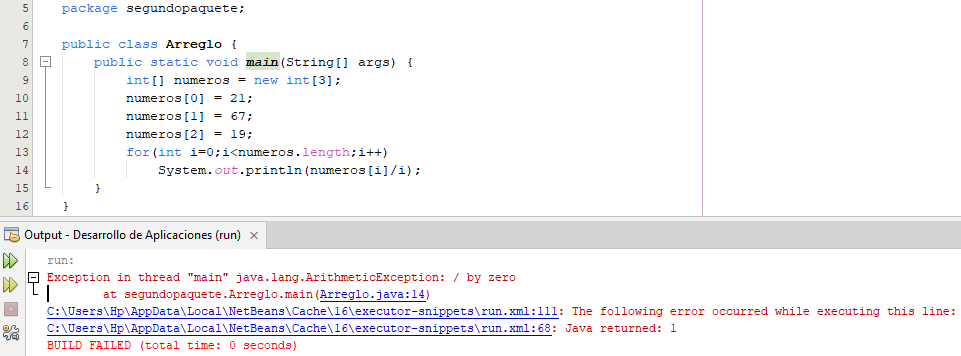 5 package segundopaquete;
6
7 public class Arreglo {
8 public static void main(String[] args) {
9 int[] numeros = new int[3];
10 numeros[0] = 21;
11 numeros[1] = 67;
12 numeros[2] = 19;
13 for(int i=0;i<numeros.length;i++)
14 System.out.println(numeros[i]/i);
15 }
16 }
Output - Desarrollo de Aplicaciones (run) ×
run:
Exception in thread "main" java.lang.ArithmeticException: / by zero
at segundopaquete.Arreglo.main(Arreglo.java:14)
C:\Users\Hp\AppData\Local\NetBeans\Cache\16\executor-snippets\run.xml:111: The following error occurred while executing this line:
C:\Users\Hp\AppData\Local\NetBeans\Cache\16\executor-snippets\run.xml:68: Java returned: 1
BUILD FAILED (total time: 0 seconds)